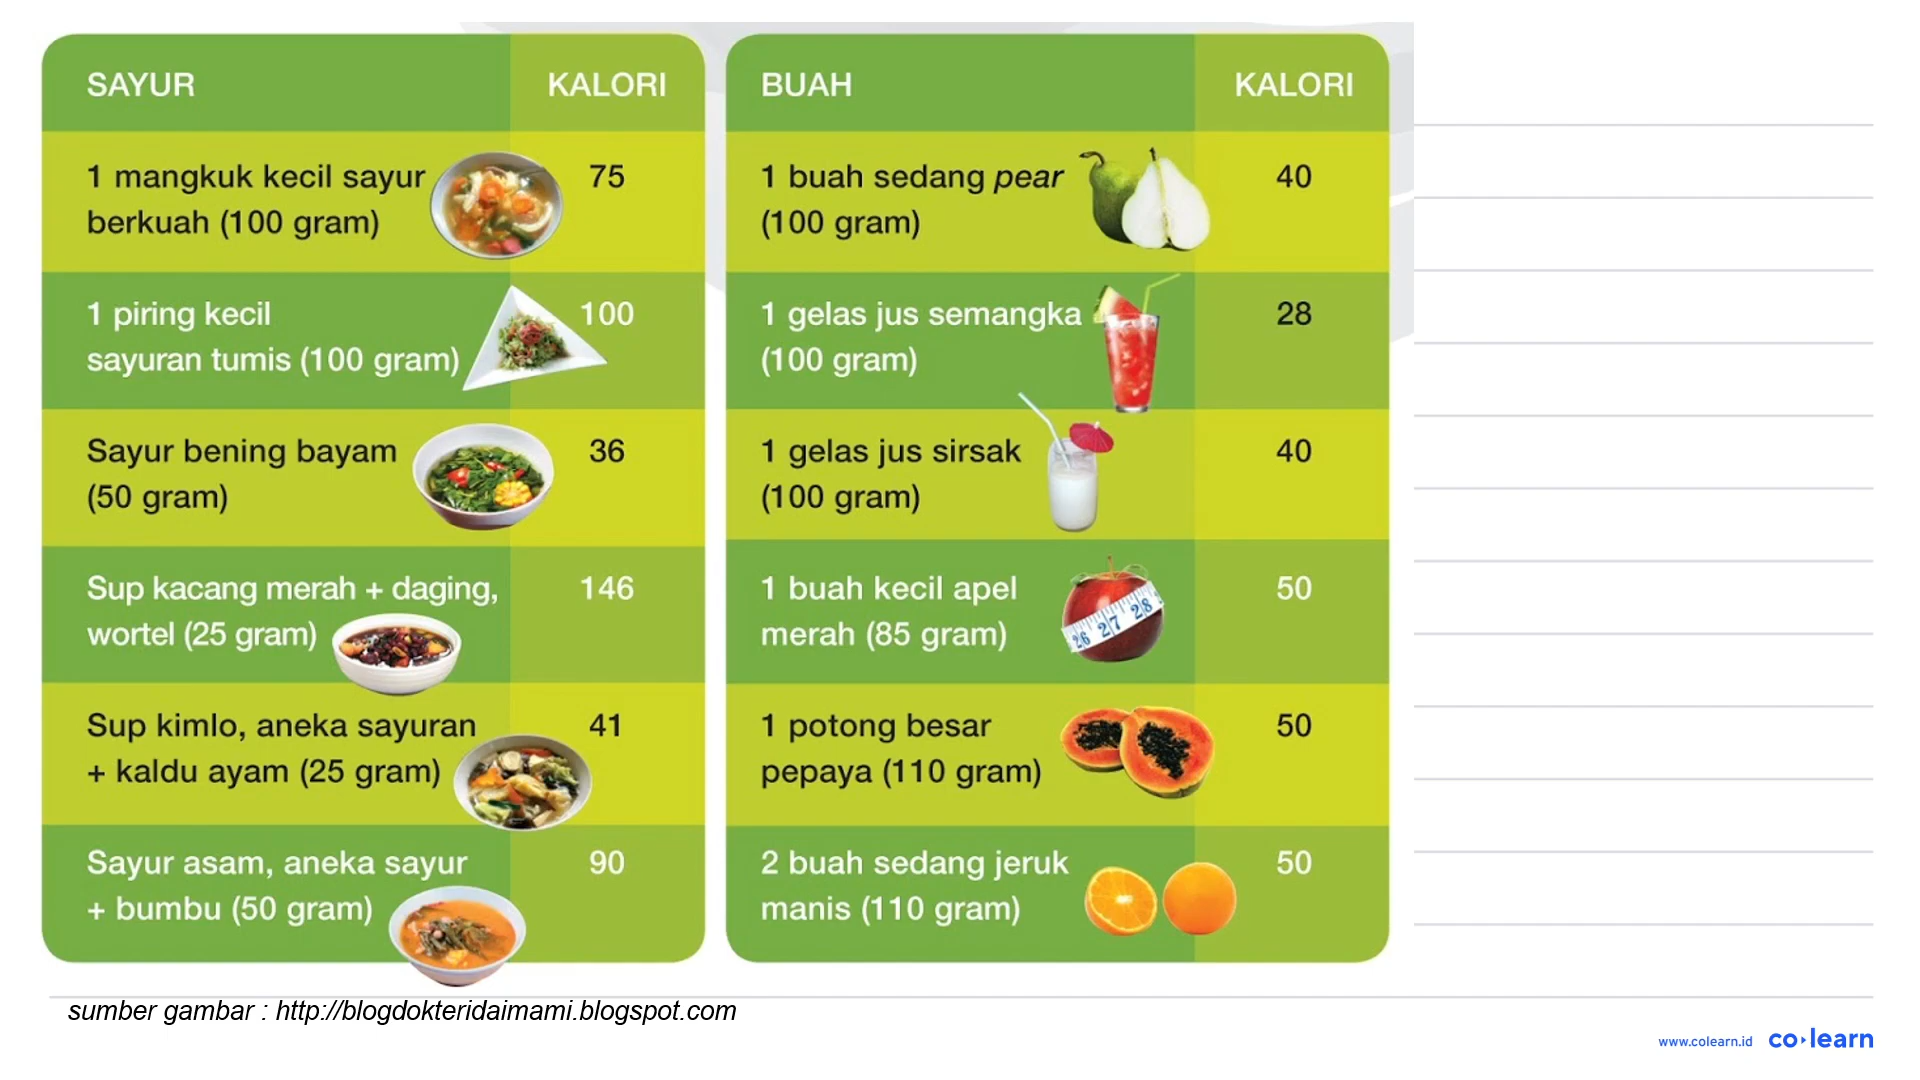 SAYUR KALORI
1 mangkuk kecil sayur 75
berkuah (100 gram)
1 piring kecil 100
sayuran tumis (100 gram)
Sayur bening bayam 36
(50 gram)
Sup kacang merah + daging, 146
wortel (25 gram)
Sup kimlo, aneka sayuran 41
+ kaldu ayam (25 gram)
Sayur asam, aneka sayur 90
+ bumbu (50 gram)
BUAH KALORI
1 buah sedang pear 40
(100 gram)
1 gelas jus semangka 28
(100 gram)
1 gelas jus sirsak 40
(100 gram)
1 buah kecil apel 50
merah (85 gram)
26 27 28
1 potong besar 50
pepaya (110 gram)
2 buah sedang jeruk 50
manis (110 gram)
sumber gambar : http://blogdokteridaimami.blogspot.com
www.colearn.id co·learn